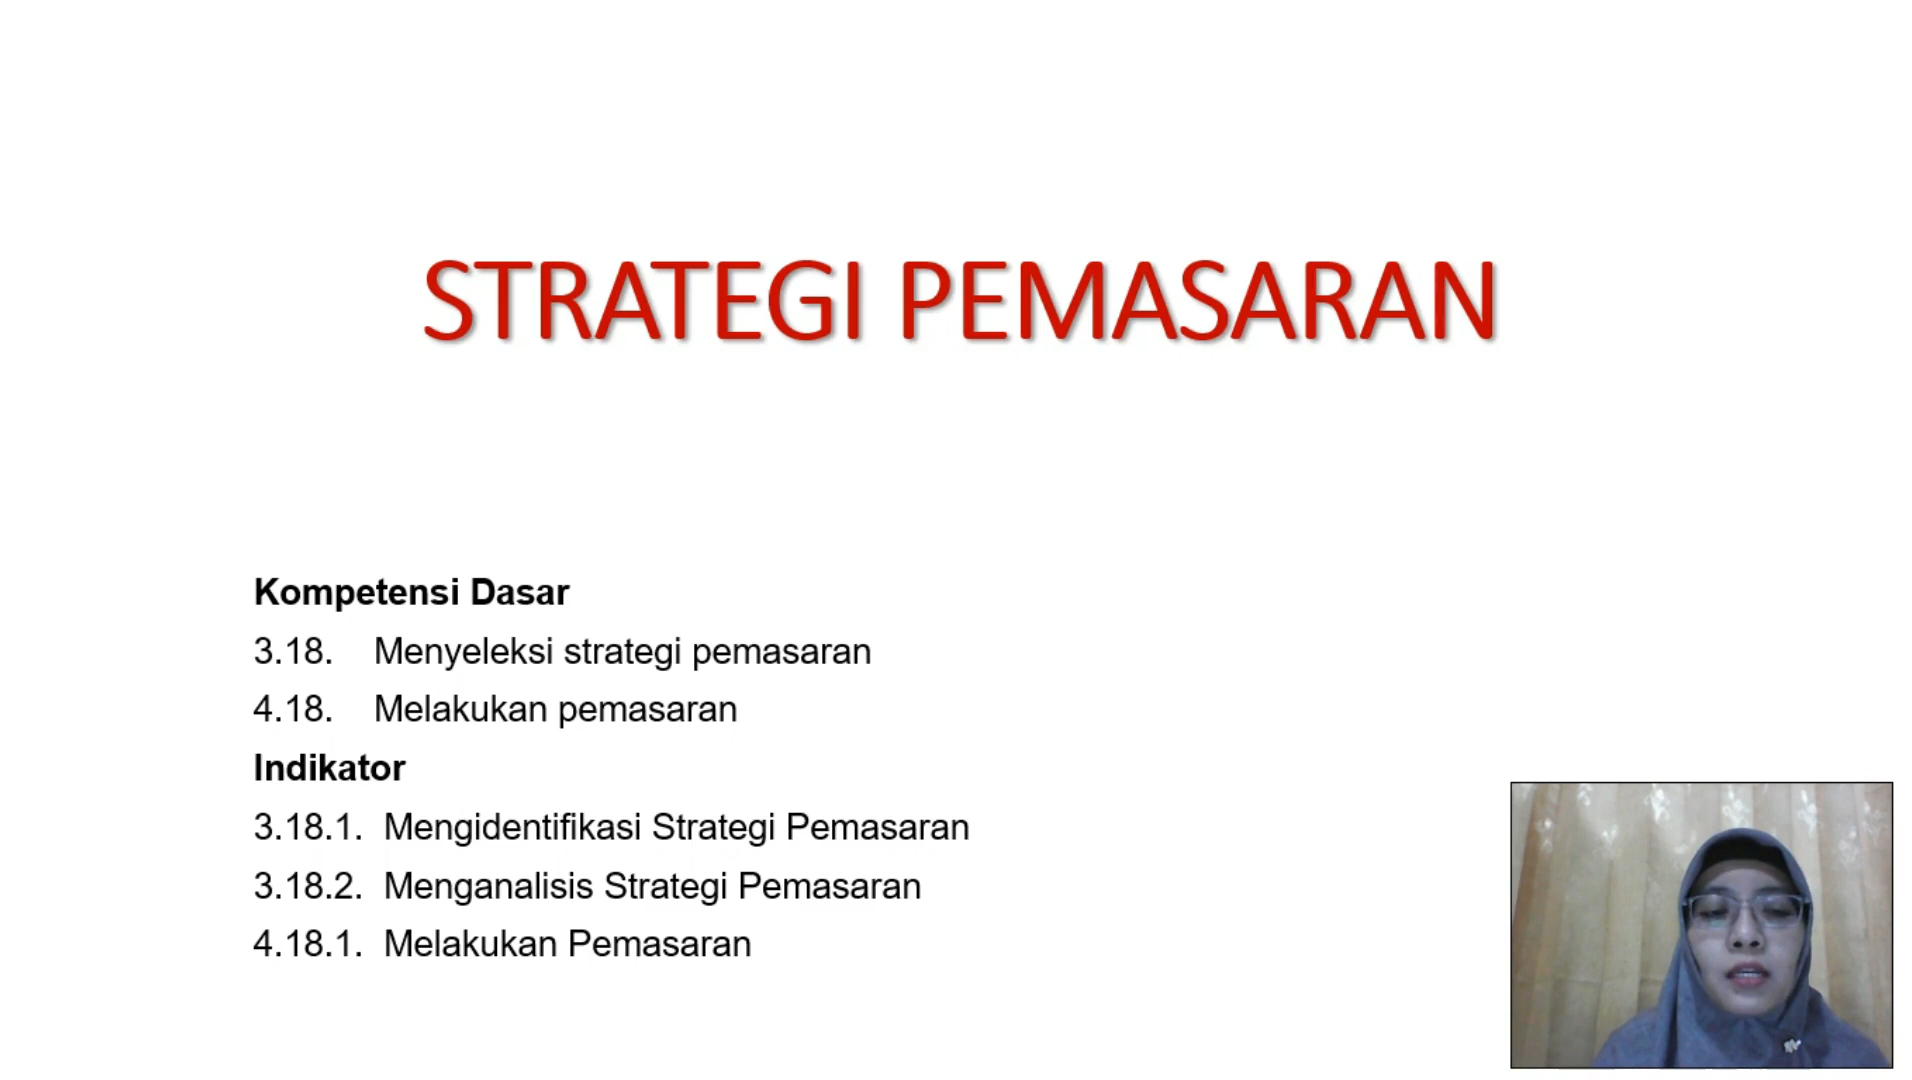 STRATEGI PEMASARAN
Kompetensi Dasar
3.18. Menyeleksi strategi pemasaran
4.18. Melakukan pemasaran
Indikator
3.18.1. Mengidentifikasi Strategi Pemasaran
3.18.2. Menganalisis Strategi Pemasaran
4.18.1. Melakukan Pemasaran